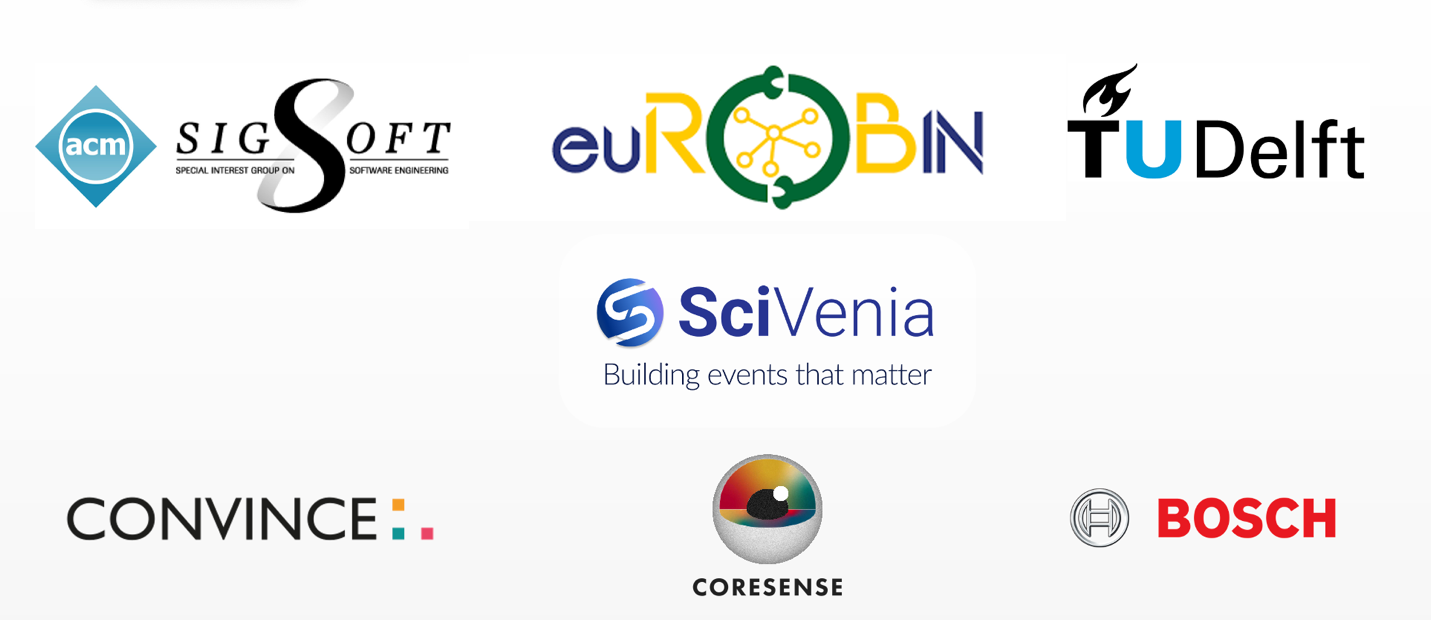 acm
SIGSOFT
SPECIAL INTEREST GROUP ON SOFTWARE ENGINEERING
euROBIN
TUDelft
SciVenia
Building events that matter
CONVINCE
CORESENSE
BOSCH